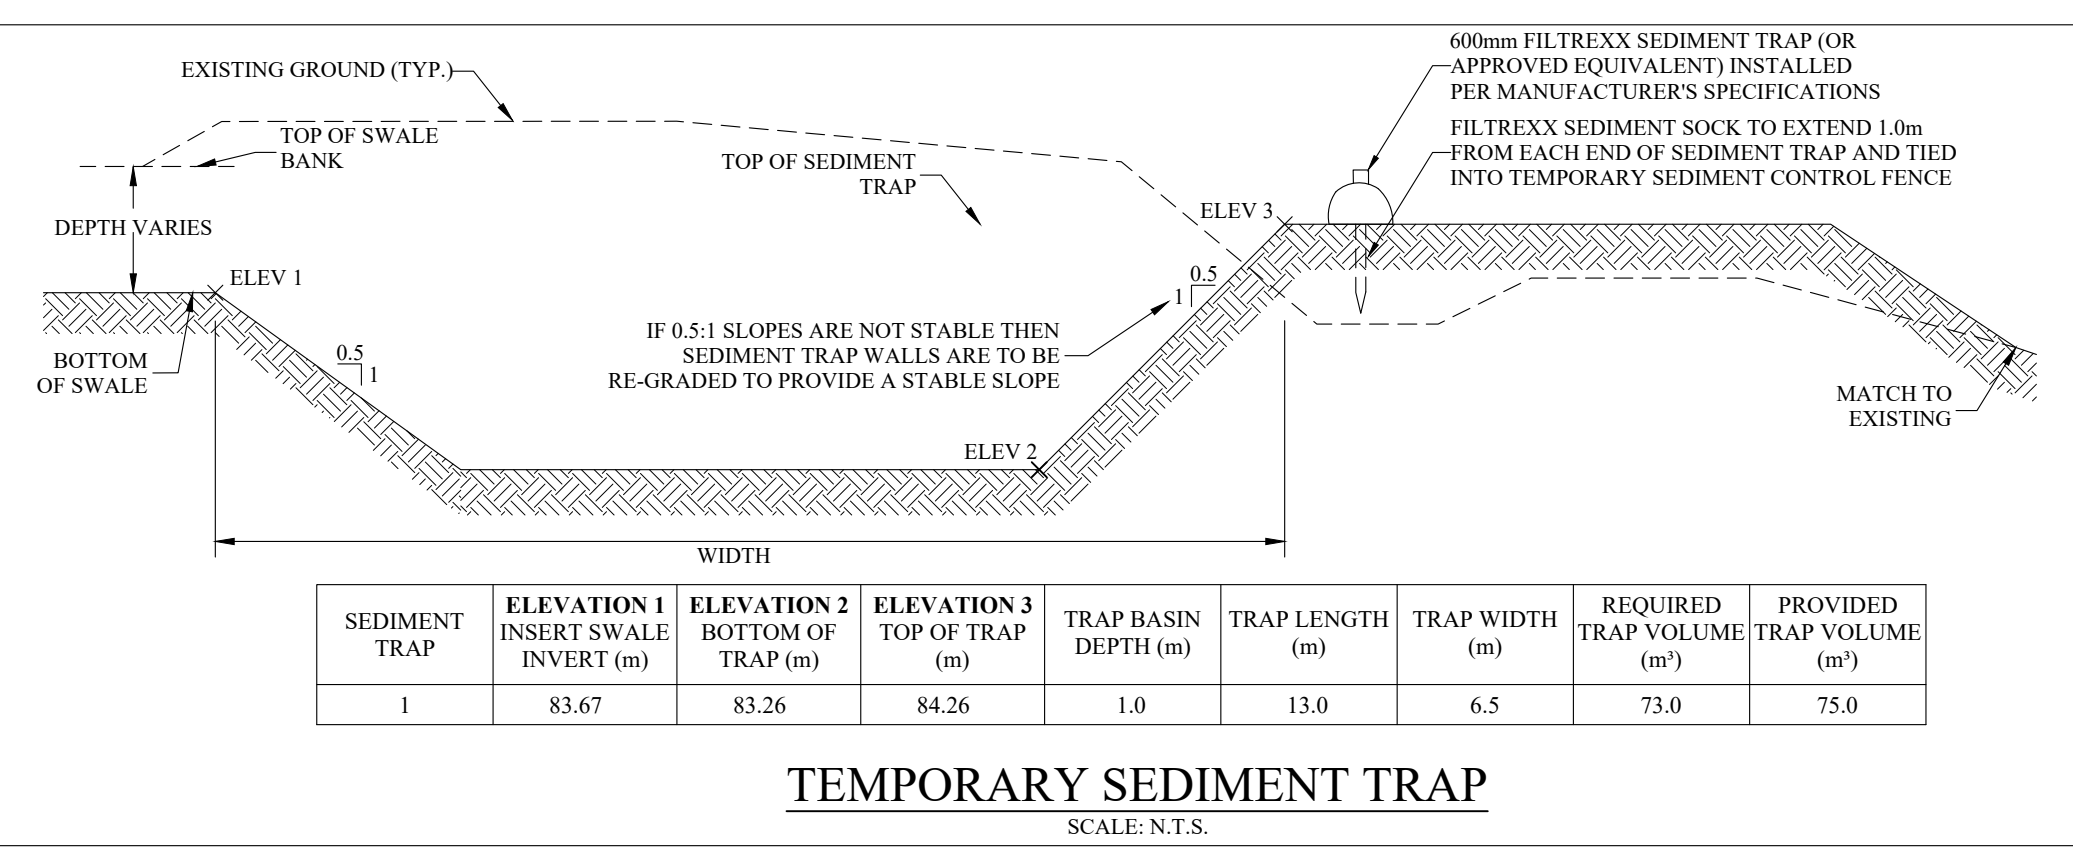 EXISTING GROUND (TYP.)
TOP OF SWALE
BANK
TOP OF SEDIMENT
TRAP
600mm FILTREXX SEDIMENT TRAP (OR
APPROVED EQUIVALENT) INSTALLED
PER MANUFACTURER'S SPECIFICATIONS
FILTREXX SEDIMENT SOCK TO EXTEND 1.0m
FROM EACH END OF SEDIMENT TRAP AND TIED
INTO TEMPORARY SEDIMENT CONTROL FENCE
DEPTH VARIES
ELEV 1
ELEV 3
0.5
1
BOTTOM
OF SWALE
0.5
1
IF 0.5:1 SLOPES ARE NOT STABLE THEN
SEDIMENT TRAP WALLS ARE TO BE
RE-GRADED TO PROVIDE A STABLE SLOPE
MATCH TO
EXISTING
ELEV 2
WIDTH
SEDIMENT
TRAP
ELEVATION 1
INSERT SWALE
INVERT (m)
ELEVATION 2
BOTTOM OF
TRAP (m)
ELEVATION 3
TOP OF TRAP
(m)
TRAP BASIN
DEPTH (m)
TRAP LENGTH
(m)
TRAP WIDTH
(m)
REQUIRED
TRAP VOLUME
(m³)
PROVIDED
TRAP VOLUME
(m³)
1 83.67 83.26 84.26 1.0 13.0 6.5 73.0 75.0
TEMPORARY SEDIMENT TRAP
SCALE: N.T.S.